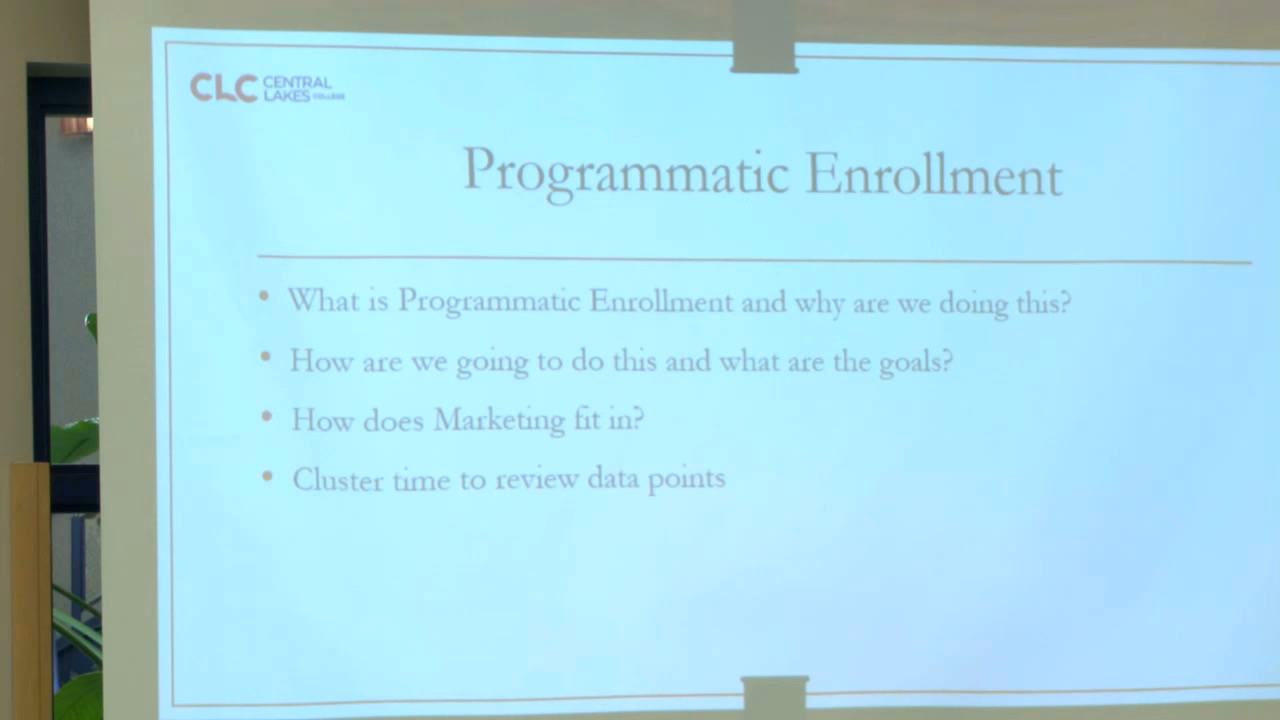 CLC CENTRAL
LAKES COLLEGE
Programmatic Enrollment
• What is Programmatic Enrollment and why are we doing this?
• How are we going to do this and what are the goals?
• How does Marketing fit in?
• Cluster time to review data points